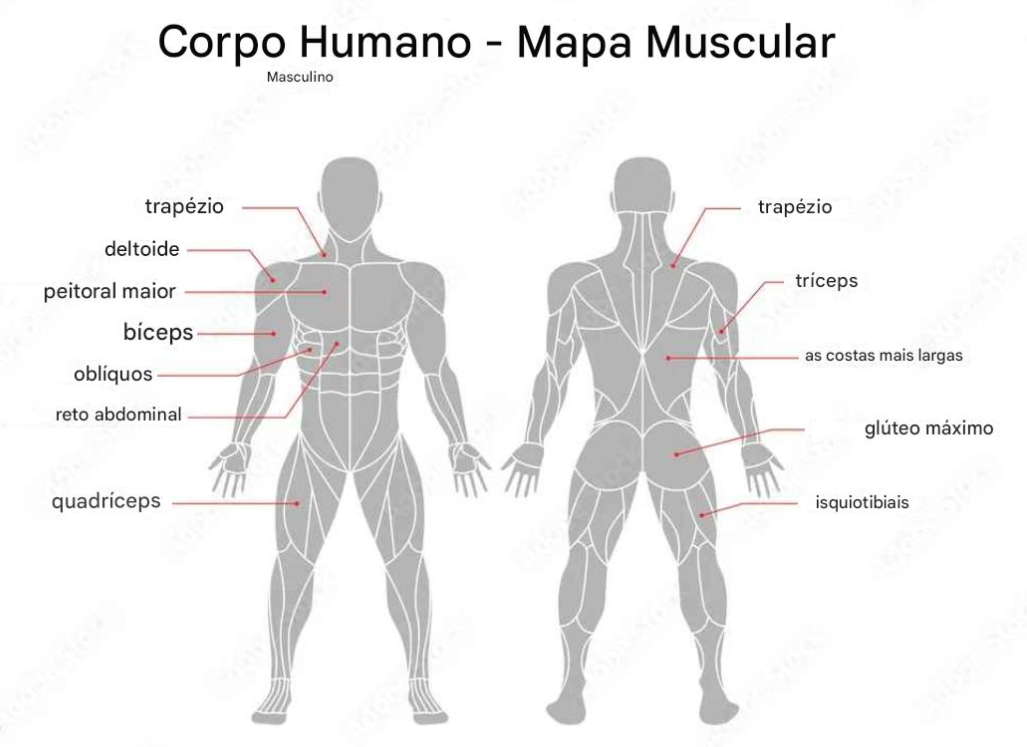 Corpo Humano - Mapa Muscular
Masculino
trapézio
deltoide
peitoral maior
bíceps
oblíquos
reto abdominal
quadríceps
trapézio
tríceps
as costas mais largas
glúteo máximo
isquiotibiais